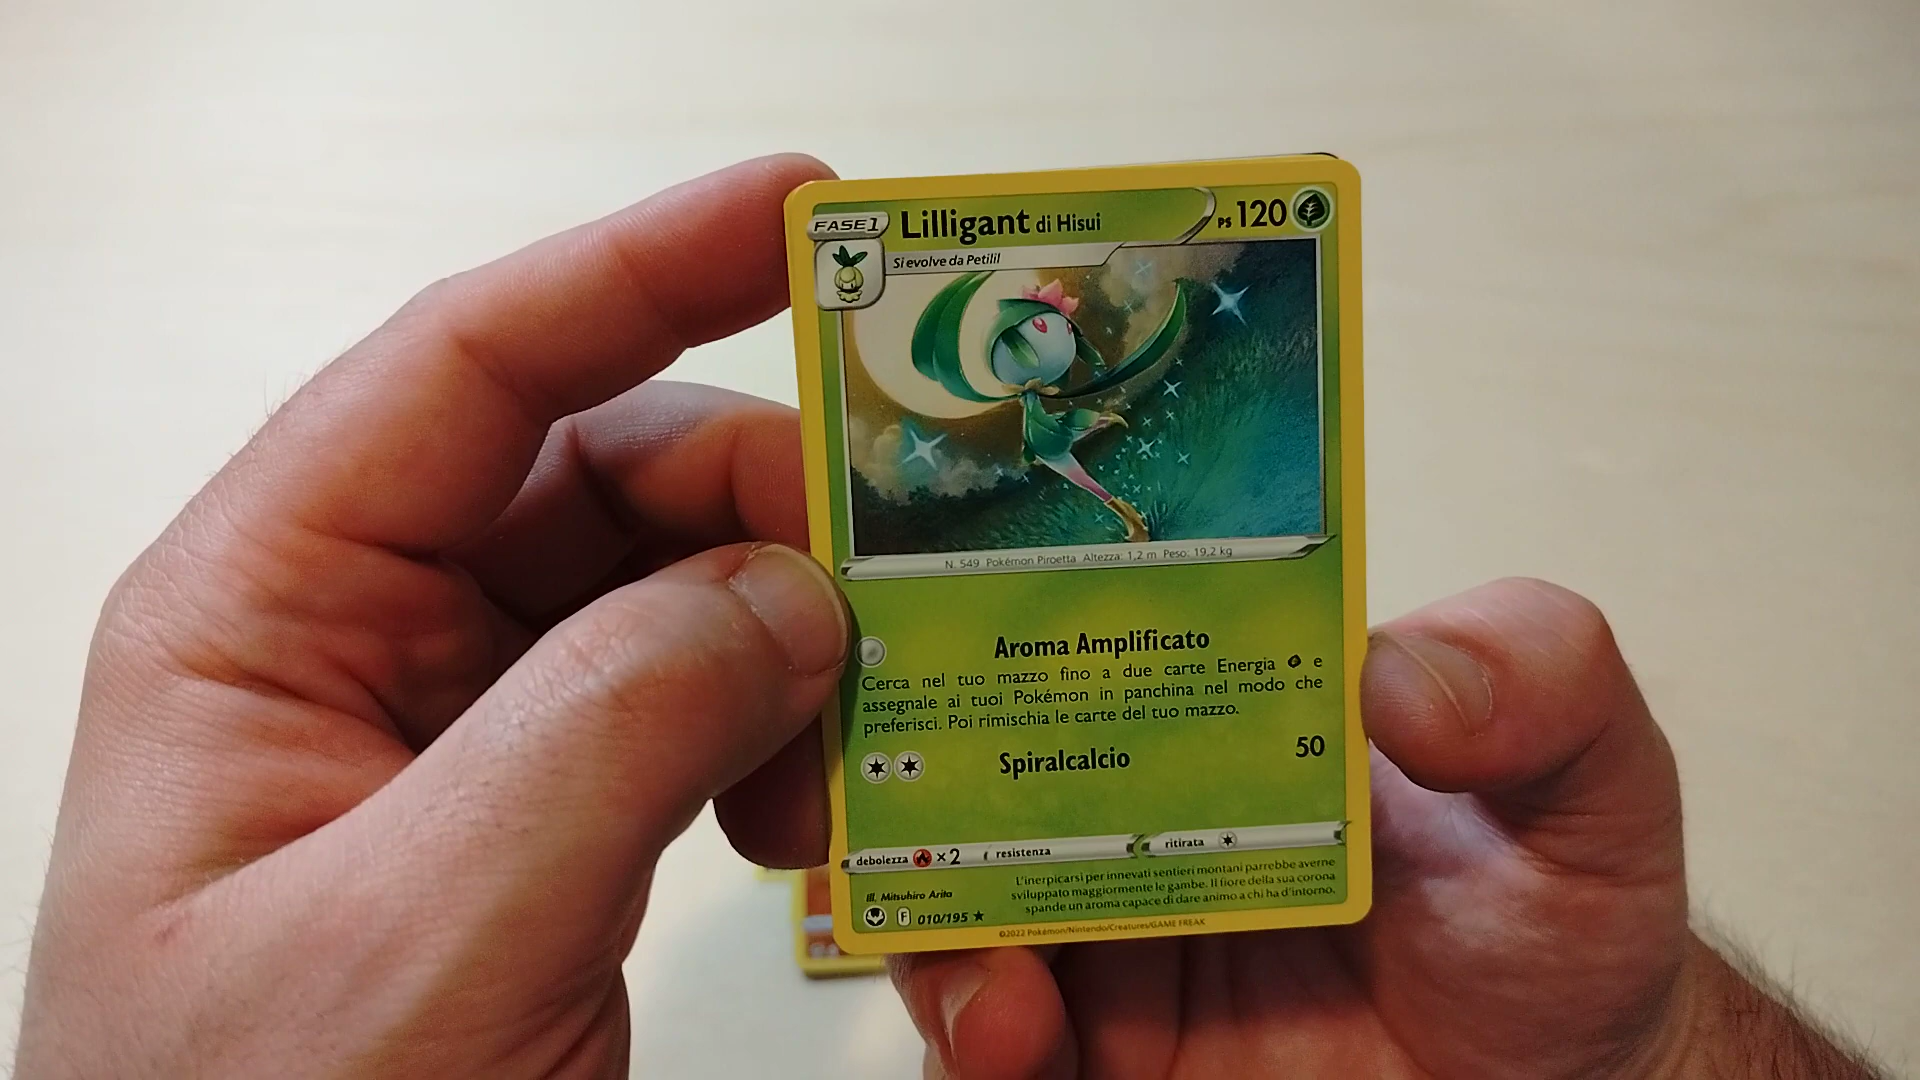 FASE 1
Lilligant di Hisui
PS 120
Si evolve da Petilil
N. 549 Pokémon Piroetta Altezza: 1,2 m Peso: 19,2 kg
Aroma Amplificato
Cerca nel tuo mazzo fino a due carte Energia e
assegnale ai tuoi Pokémon in panchina nel modo che
preferisci. Poi rimischia le carte del tuo mazzo.
Spiralcalcio 50
debolezza ×2 resistenza ritirata
L'inerpicarsi per innevati sentieri montani parrebbe averne
sviluppato maggiormente le gambe. Il fiore della sua corona
spande un aroma capace di dare animo a chi ha d'intorno.
Ill. Mitsuhiro Arita
F 010/195 ★
©2022 Pokémon/Nintendo/Creatures/GAME FREAK